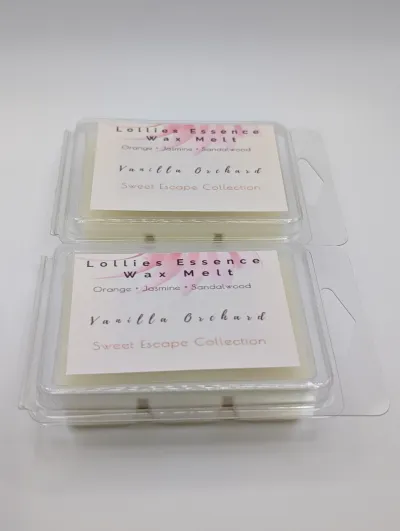 Lollies Essence
Wax Melt
Orange • Jasmine • Sandalwood
Vanilla Orchard
Sweet Escape Collection
Lollies Essence
Wax Melt
Orange • Jasmine • Sandalwood
Vanilla Orchard
Sweet Escape Collection